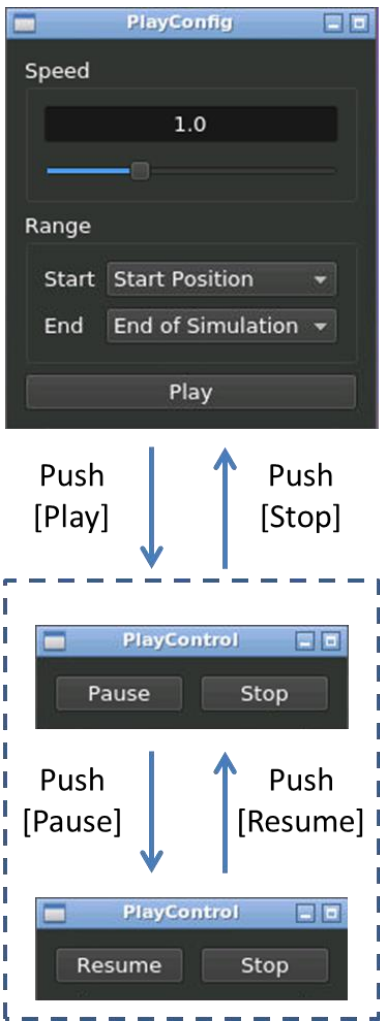 PlayConfig
Speed
1.0
Range
Start Start Position
End End of Simulation
Play
Push
[Play]
Push
[Stop]
PlayControl
Pause Stop
Push
[Pause]
Push
[Resume]
PlayControl
Resume Stop